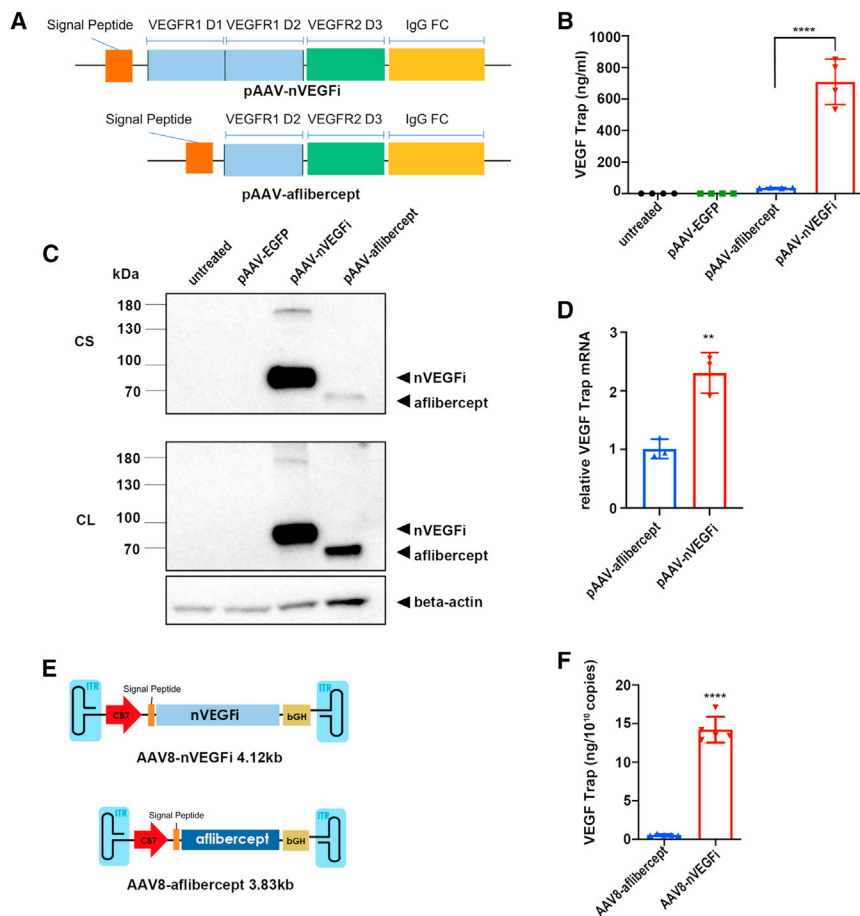 A
Signal Peptide VEGFR1 D1 VEGFR1 D2 VEGFR2 D3 IgG FC
pAAV-nVEGFi
Signal Peptide VEGFR1 D2 VEGFR2 D3 IgG FC
pAAV-aflibercept
B
VEGF Trap (ng/ml)
1000
800
600
400
200
0
****
untreated
pAAV-EGFP
pAAV-aflibercept
pAAV-nVEGFi
C
untreated
pAAV-EGFP
pAAV-nVEGFi
pAAV-aflibercept
kDa
CS
180
130
100
70
nVEGFi
aflibercept
CL
180
130
100
70
nVEGFi
aflibercept
beta-actin
D
relative VEGF Trap mRNA
3
2
1
0
**
pAAV-aflibercept
pAAV-nVEGFi
E
ITR
CB7
Signal Peptide
nVEGFi
bGH
ITR
AAV8-nVEGFi 4.12kb
ITR
CB7
Signal Peptide
aflibercept
bGH
ITR
AAV8-aflibercept 3.83kb
F
VEGF Trap (ng/10¹⁰ copies)
20
15
10
5
0
****
AAV8-aflibercept
AAV8-nVEGFi